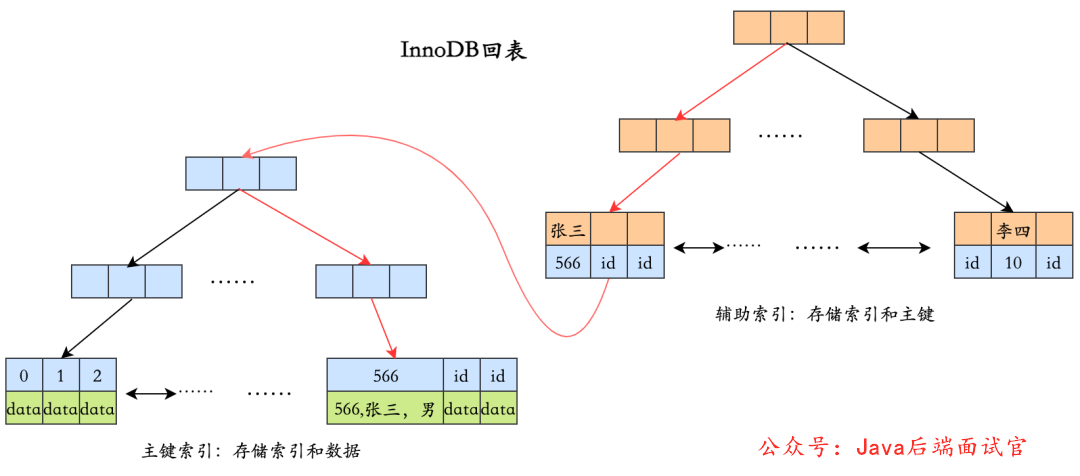 InnoDB回表
……
张三
李四
566 id id
……
……
id 10 id
辅助索引：存储索引和主键
……
0 1 2
data data data
……
……
566 id id
566,张三，男 data data
主键索引：存储索引和数据
公众号：Java后端面试官